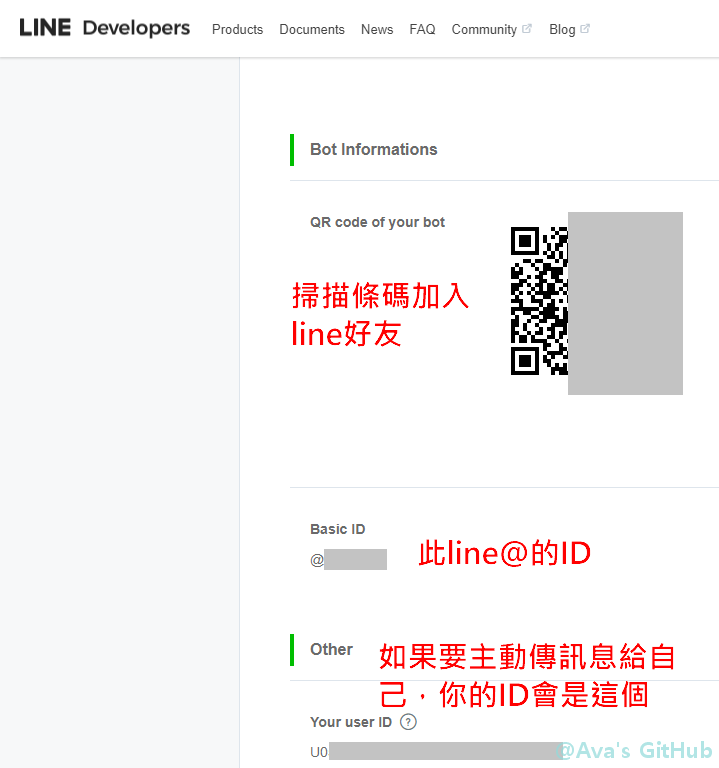 LINE Developers Products Documents News FAQ Community Blog
Bot Informations
QR code of your bot
掃描條碼加入
line好友
Basic ID
@
此line@的ID
Other
如果要主動傳訊息給自
己，你的ID會是這個
Your user ID ?
U0
@Ava's GitHub